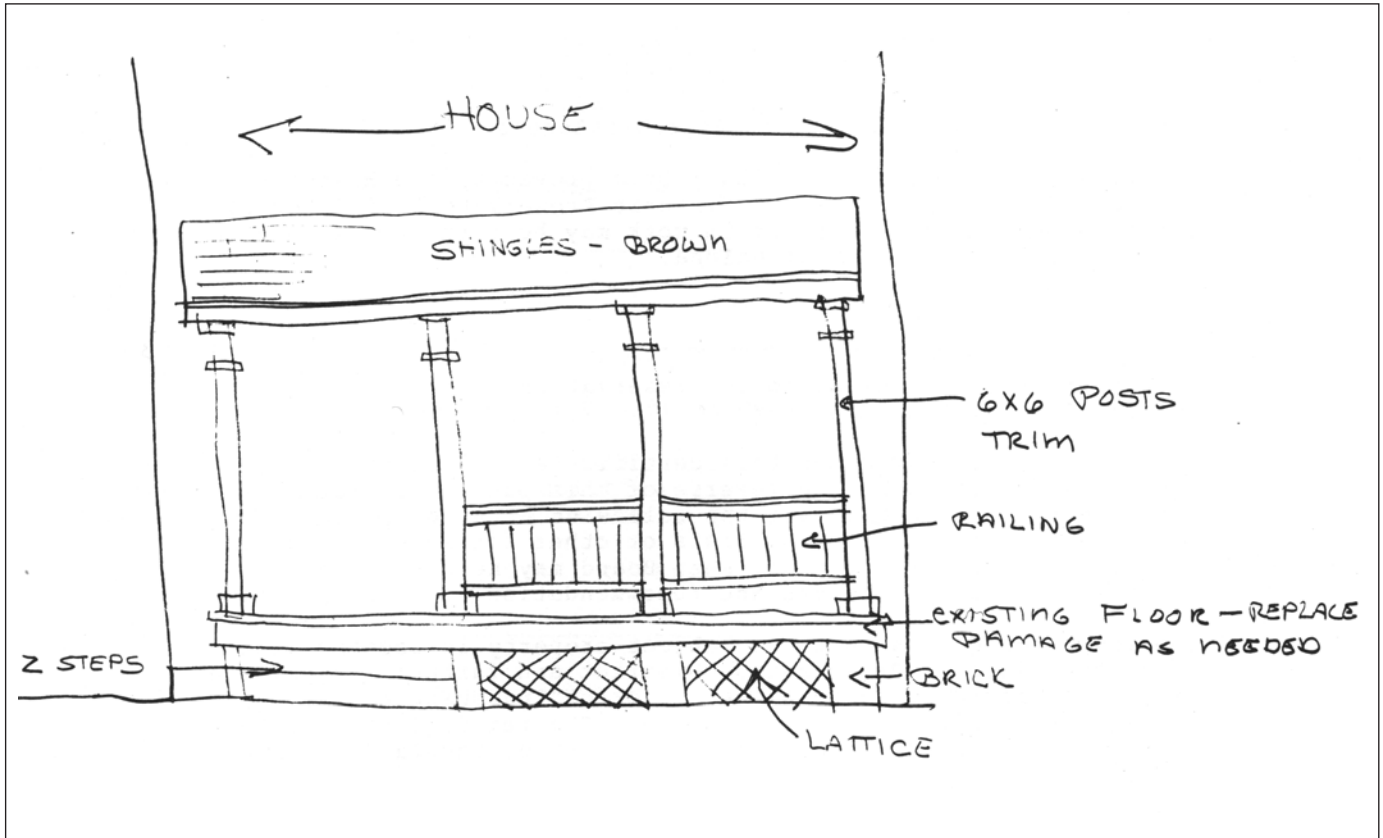 HOUSE
SHINGLES - BROWN
6X6 POSTS
TRIM
RAILING
EXISTING FLOOR - REPLACE
DAMAGE AS NEEDED
2 STEPS
BRICK
LATTICE